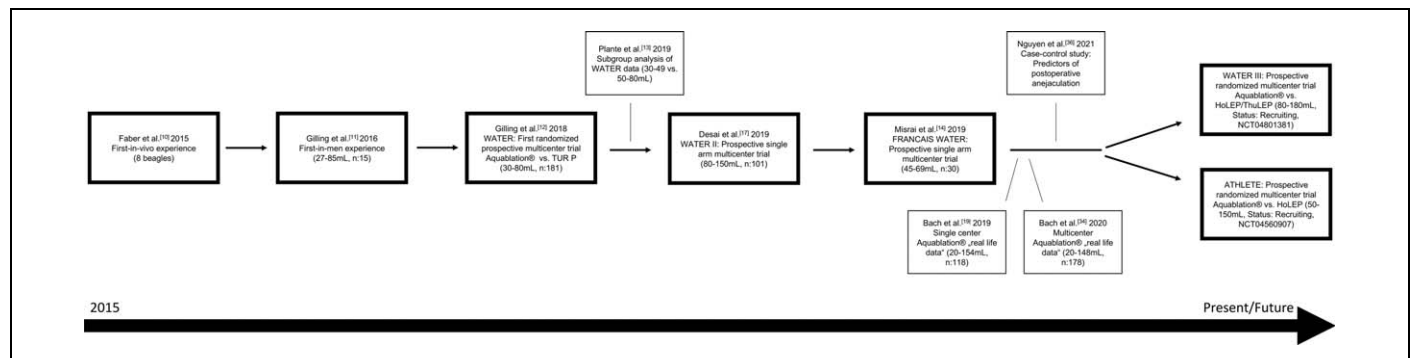 Plante et al.[13] 2019
Subgroup analysis of
WATER data (30-49 vs.
50-80mL)
Nguyen et al.[36] 2021
Case-control study:
Predictors of
postoperative
anejaculation
Faber et al.[10] 2015
First-in-vivo experience
(8 beagles)
Gilling et al.[11] 2016
First-in-men experience
(27-85mL, n:15)
Gilling et al.[12] 2018
WATER: First randomized
prospective multicenter trial
Aquablation® vs. TUR P
(30-80mL, n:181)
Desai et al.[17] 2019
WATER II: Prospective single
arm multicenter trial
(80-150mL, n:101)
Misrai et al.[14] 2019
FRANCAIS WATER:
Prospective single arm
multicenter trial
(45-69mL, n:30)
WATER III: Prospective
randomized multicenter trial
Aquablation® vs.
HoLEP/ThuLEP (80-180mL,
Status: Recruiting,
NCT04801381)
ATHLETE: Prospective
randomized multicenter trial
Aquablation® vs. HoLEP (50-
150mL, Status: Recruiting,
NCT04560907)
Bach et al.[19] 2019
Single center
Aquablation® „real life
data“ (20-154mL,
n:118)
Bach et al.[34] 2020
Multicenter
Aquablation® „real life
data“ (20-148mL,
n:178)
2015
Present/Future